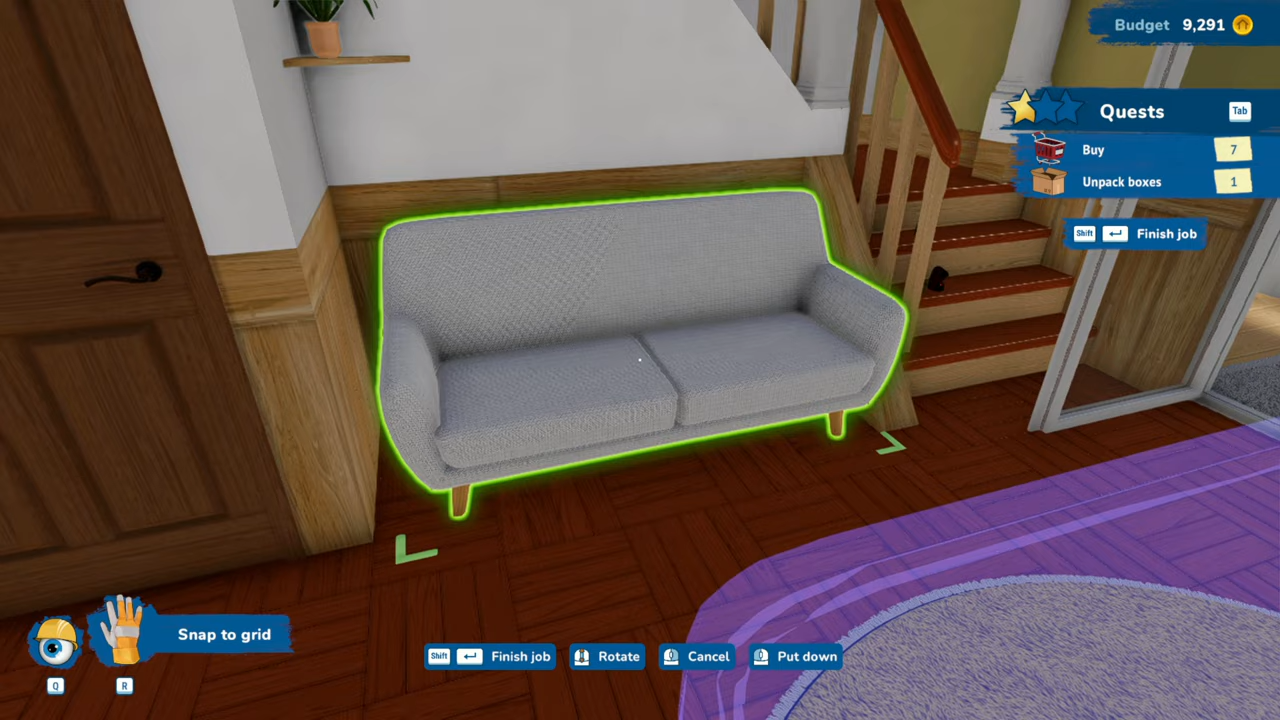 Budget 9,291
Quests Tab
Buy 7
Unpack boxes 1
Shift Finish job
Snap to grid
Q R
Shift Finish job Rotate Cancel Put down